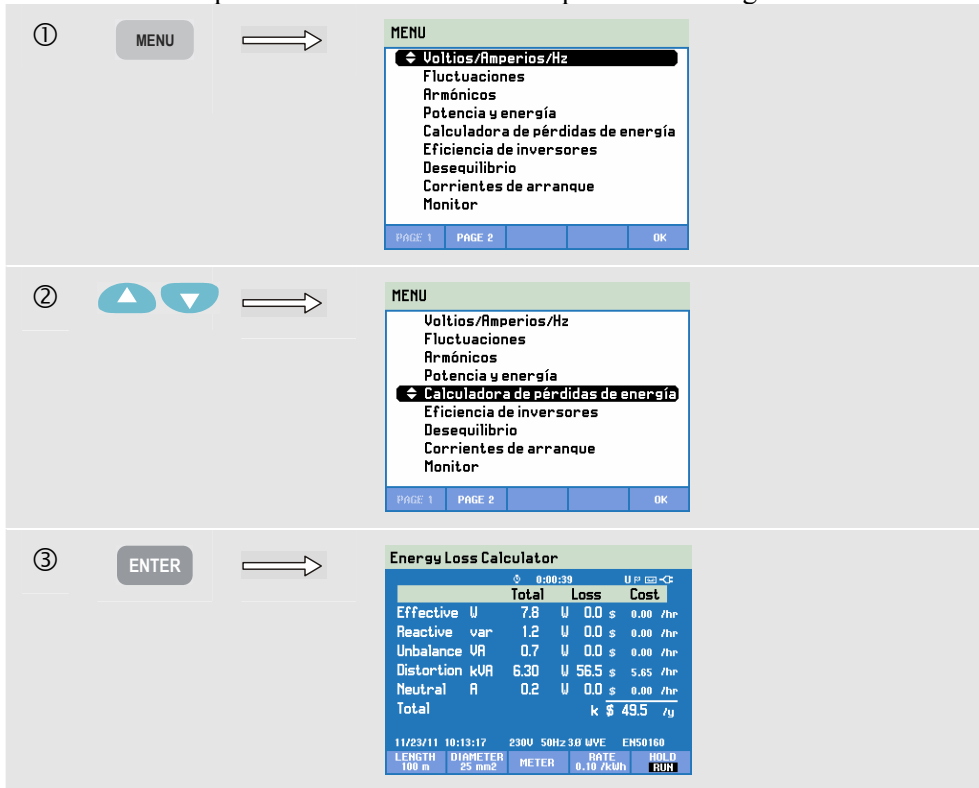 ①
MENU
MENU
Voltios/Amperios/Hz
Fluctuaciones
Armónicos
Potencia y energía
Calculadora de pérdidas de energía
Eficiencia de inversores
Desequilibrio
Corrientes de arranque
Monitor
PAGE 1 PAGE 2 OK
②
MENU
Voltios/Amperios/Hz
Fluctuaciones
Armónicos
Potencia y energía
Calculadora de pérdidas de energía
Eficiencia de inversores
Desequilibrio
Corrientes de arranque
Monitor
PAGE 1 PAGE 2 OK
③
ENTER
Energy Loss Calculator
0:00:39
Total Loss Cost
Effective W 7.8 W 0.0 $ 0.00 /hr
Reactive var 1.2 W 0.0 $ 0.00 /hr
Unbalance VA 0.7 W 0.0 $ 0.00 /hr
Distortion kVA 6.30 W 56.5 $ 5.65 /hr
Neutral A 0.2 W 0.0 $ 0.00 /hr
Total k $ 49.5 /y
11/23/11 10:13:17 230V 50Hz 3Ø WYE EN50160
LENGTH DIAMETER METER RATE HOLD
100 m 25 mm2 0.10 /kWh RUN